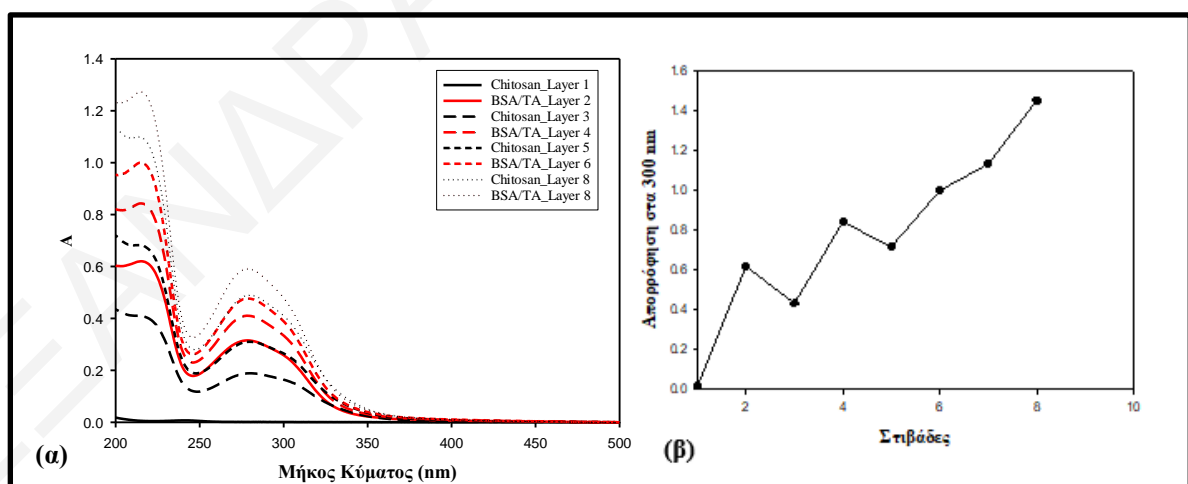 ΞΑΝΔΡΑ
1.4
1.2
1.0
0.8
0.6
0.4
0.2
0.0
A
200
250
300
350
400
450
500
Μήκος Κύματος (nm)
(α)
Chitosan_Layer 1
BSA/TA_Layer 2
Chitosan_Layer 3
BSA/TA_Layer 4
Chitosan_Layer 5
BSA/TA_Layer 6
Chitosan_Layer 8
BSA/TA_Layer 8
1.6
1.4
1.2
1.0
0.8
0.6
0.4
0.2
0.0
Απορρόφηση στα 300 nm
2
4
6
8
10
Στιβάδες
(β)